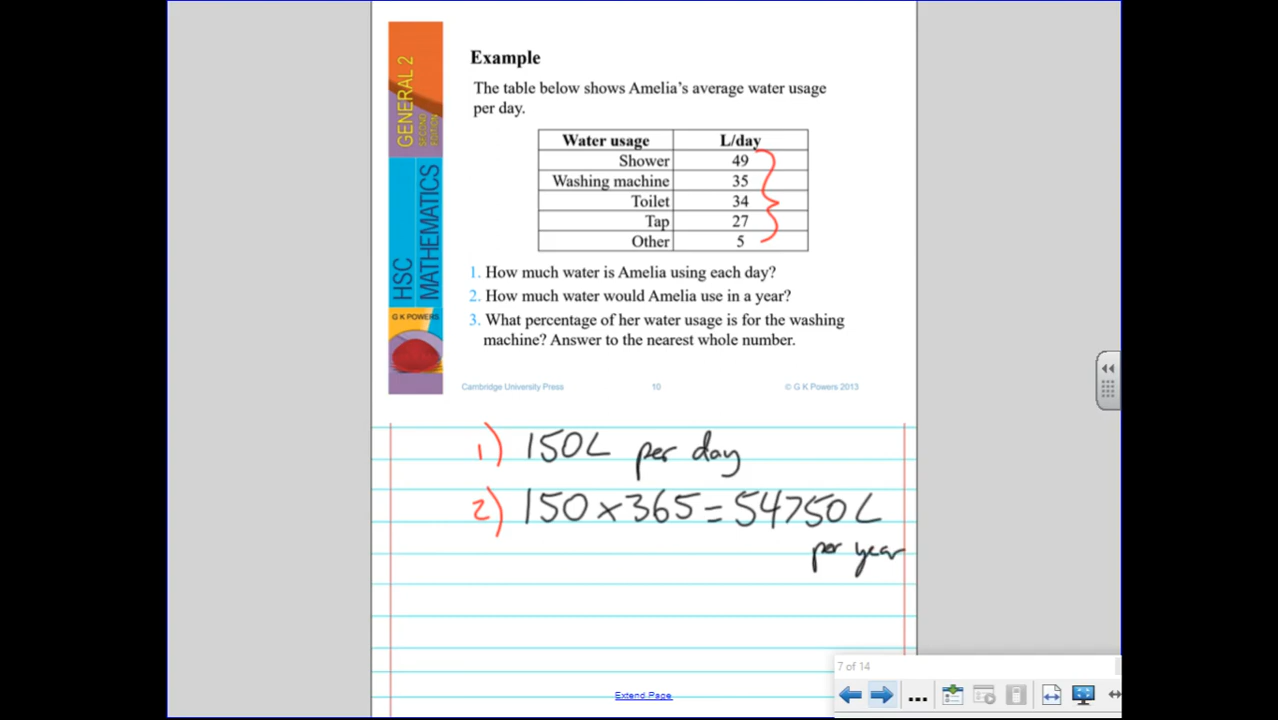 GENERAL 2
SECOND EDITION
HSC
MATHEMATICS
G K POWERS
Example
The table below shows Amelia's average water usage
per day.
Water usage L/day
Shower 49
Washing machine 35
Toilet 34
Tap 27
Other 5
1. How much water is Amelia using each day?
2. How much water would Amelia use in a year?
3. What percentage of her water usage is for the washing
machine? Answer to the nearest whole number.
Cambridge University Press 10 © G K Powers 2013
1) 150L per day
2) 150 × 365 = 54750 L
per year
7 of 14
...
Extend Page